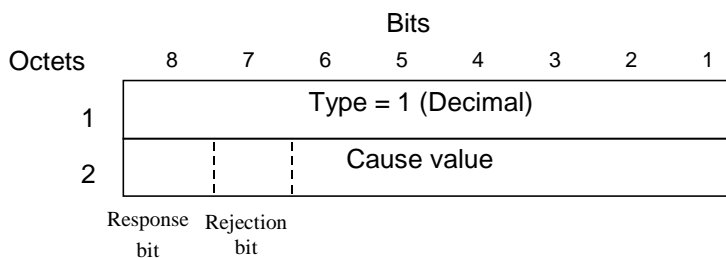 Bits
Octets 8 7 6 5 4 3 2 1
1 Type = 1 (Decimal)
2 Cause value
Response Rejection
bit bit